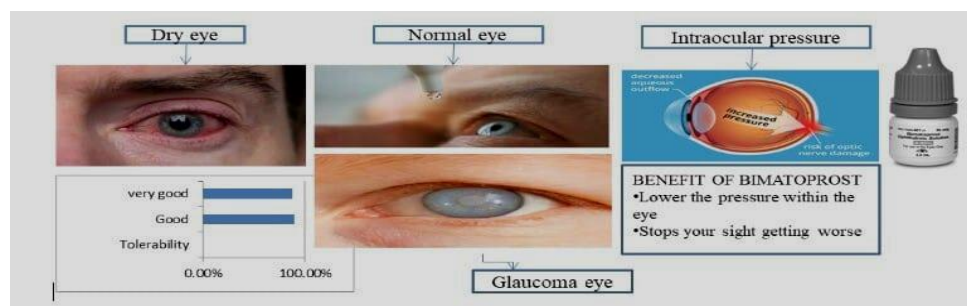 Dry eye
Normal eye
Intraocular pressure
decreased
aqueous
outflow
increased
pressure
risk of optic
nerve damage
very good
Good
Tolerability
0.00%
100.00%
BENEFIT OF BIMATOPROST
•Lower the pressure within the
eye
•Stops your sight getting worse
Glaucoma eye